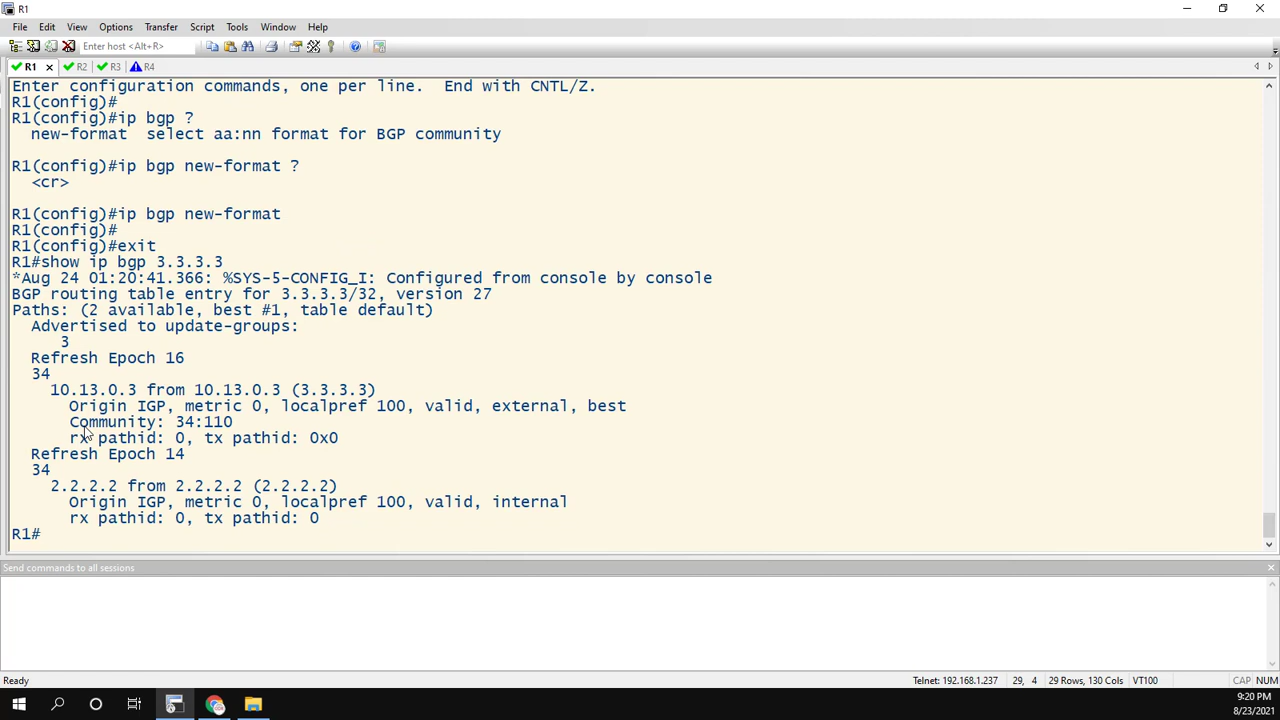 R1
File Edit View Options Transfer Script Tools Window Help
Enter host <Alt+R>
R1 R2 R3 R4
Enter configuration commands, one per line.  End with CNTL/Z.
R1(config)#
R1(config)#ip bgp ?
  new-format  select aa:nn format for BGP community
R1(config)#ip bgp new-format ?
  <cr>
R1(config)#ip bgp new-format
R1(config)#
R1(config)#exit
R1#show ip bgp 3.3.3.3
*Aug 24 01:20:41.366: %SYS-5-CONFIG_I: Configured from console by console
BGP routing table entry for 3.3.3.3/32, version 27
Paths: (2 available, best #1, table default)
  Advertised to update-groups:
     3
  Refresh Epoch 16
  34
    10.13.0.3 from 10.13.0.3 (3.3.3.3)
      Origin IGP, metric 0, localpref 100, valid, external, best
      Community: 34:110
      rx pathid: 0, tx pathid: 0x0
  Refresh Epoch 14
  34
    2.2.2.2 from 2.2.2.2 (2.2.2.2)
      Origin IGP, metric 0, localpref 100, valid, internal
      rx pathid: 0, tx pathid: 0
R1#
Send commands to all sessions
Ready Telnet: 192.168.1.237 29, 4 29 Rows, 130 Cols VT100 CAP NUM
9:20 PM
8/23/2021